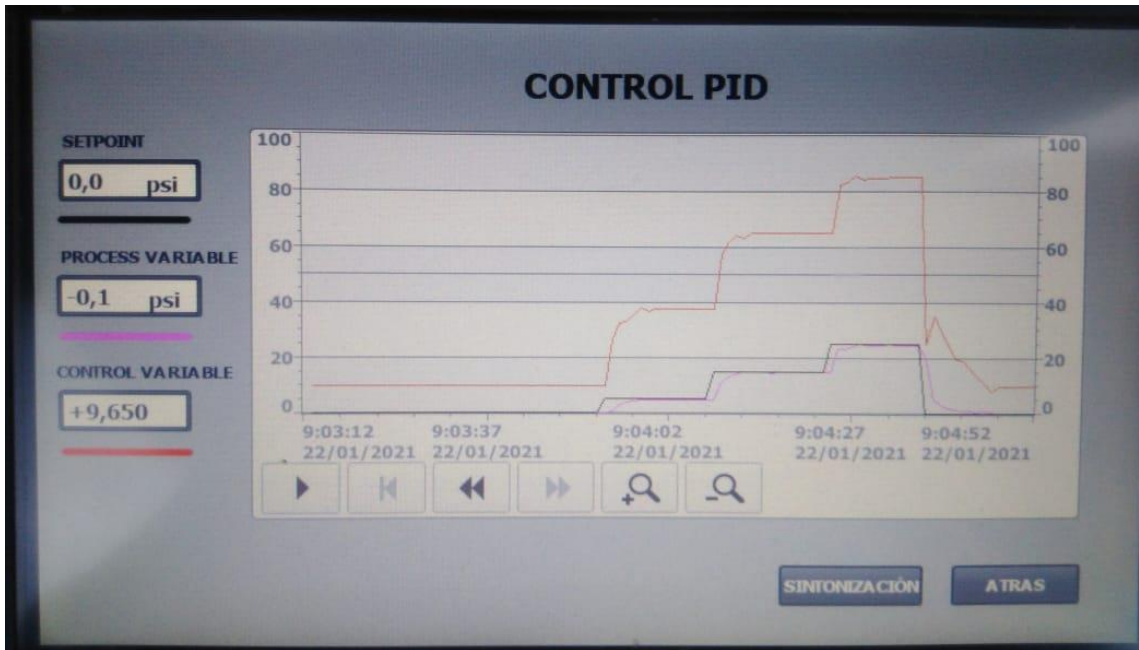 CONTROL PID
SETPOINT
0,0 psi
PROCESS VARIABLE
-0,1 psi
CONTROL VARIABLE
+9,650
100
80
60
40
20
0
100
80
60
40
20
0
9:03:12 9:03:37 9:04:02 9:04:27 9:04:52
22/01/2021 22/01/2021 22/01/2021 22/01/2021 22/01/2021
SINTONIZACIÓN
ATRAS